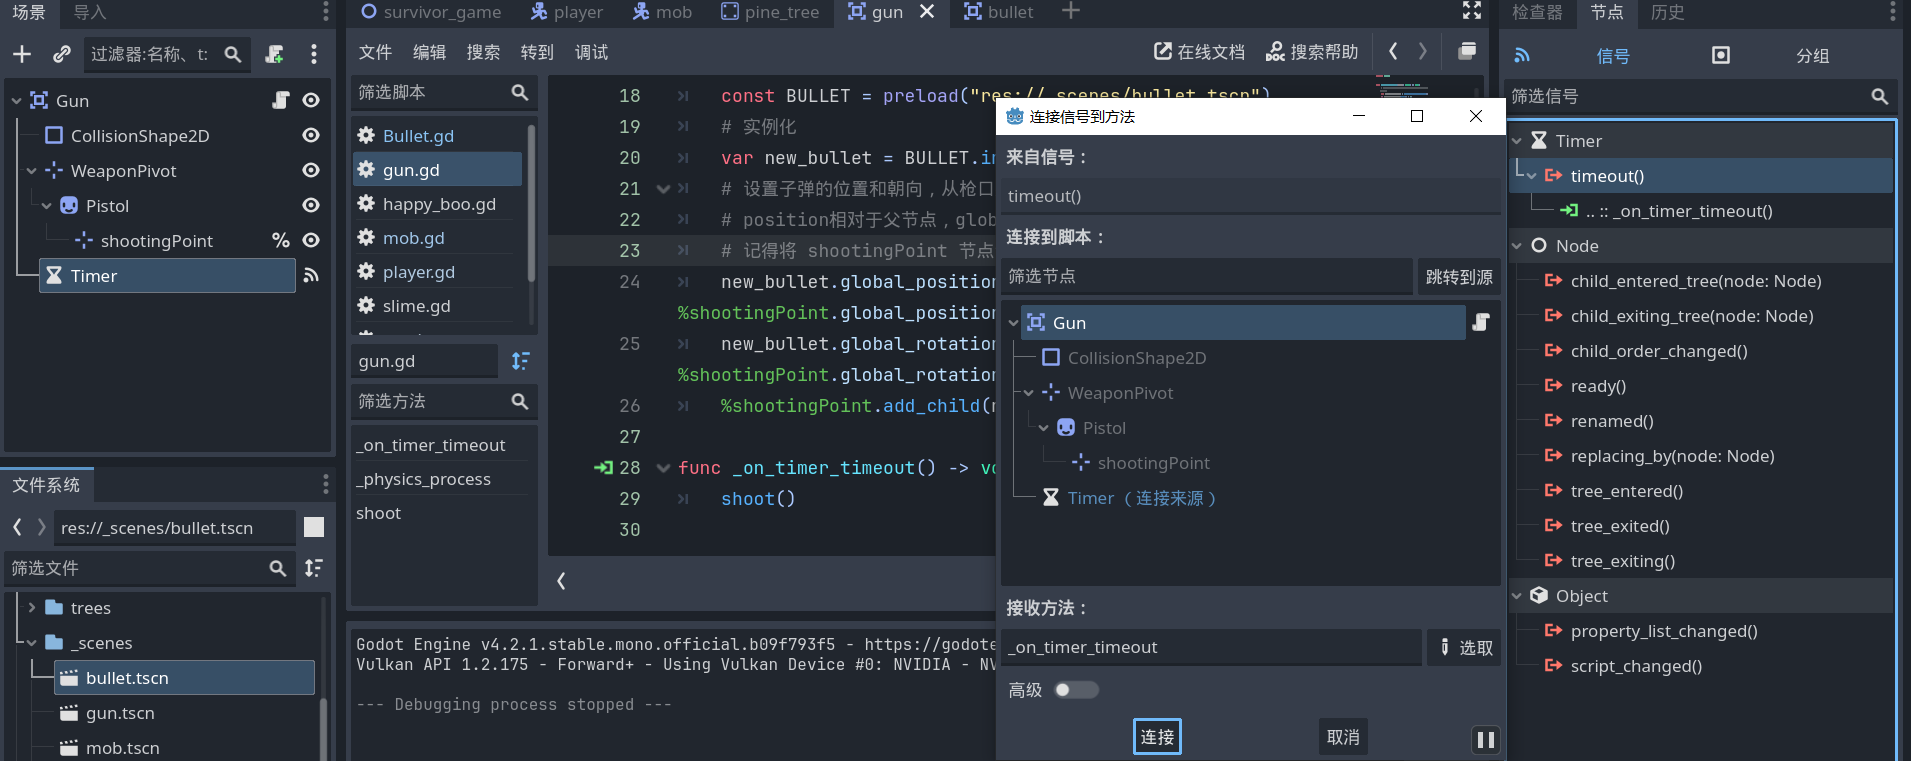 场景
导入
过滤器:名称、t:
Gun
CollisionShape2D
WeaponPivot
Pistol
shootingPoint
%
Timer
文件系统
res://_scenes/bullet.tscn
筛选文件
trees
_scenes
bullet.tscn
gun.tscn
mob.tscn
survivor_game
player
mob
pine_tree
gun
bullet
文件
编辑
搜索
转到
调试
在线文档
搜索帮助
筛选脚本
Bullet.gd
gun.gd
happy_boo.gd
mob.gd
player.gd
slime.gd
gun.gd
筛选方法
_on_timer_timeout
_physics_process
shoot
18 const BULLET = preload("res://_scenes/bullet.tscn")
19 # 实例化
20 var new_bullet = BULLET.in
21 # 设置子弹的位置和朝向，从枪口
22 # position相对于父节点，glob
23 # 记得将 shootingPoint 节点
24 new_bullet.global_position
%shootingPoint.global_position
25 new_bullet.global_rotation
%shootingPoint.global_rotation
26 %shootingPoint.add_child(
27
28 func _on_timer_timeout() -> vo
29 shoot()
30
Godot Engine v4.2.1.stable.mono.official.b09f793f5 - https://godote
Vulkan API 1.2.175 - Forward+ - Using Vulkan Device #0: NVIDIA - NV
--- Debugging process stopped ---
连接信号到方法
来自信号：
timeout()
连接到脚本：
筛选节点
跳转到源
Gun
CollisionShape2D
WeaponPivot
Pistol
shootingPoint
Timer （连接来源）
接收方法：
_on_timer_timeout
选取
高级
连接
取消
检查器
节点
历史
信号
分组
筛选信号
Timer
timeout()
.. :: _on_timer_timeout()
Node
child_entered_tree(node: Node)
child_exiting_tree(node: Node)
child_order_changed()
ready()
renamed()
replacing_by(node: Node)
tree_entered()
tree_exited()
tree_exiting()
Object
property_list_changed()
script_changed()